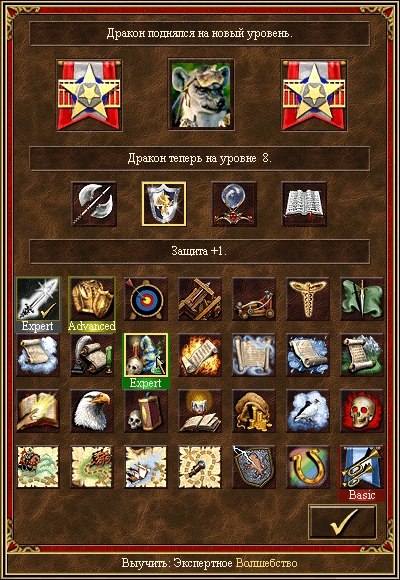 Дракон поднялся на новый уровень.
Дракон теперь на уровне 8.
Защита +1.
Expert
Advanced
Expert
Basic
Выучить: Экспертное Волшебство